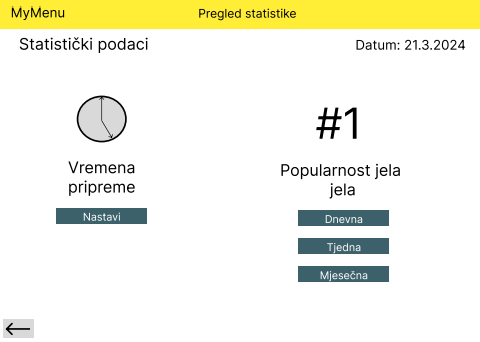 MyMenu
Pregled statistike
Statistički podaci
Datum: 21.3.2024
#1
Vremena
pripreme
Popularnost jela
jela
Nastavi
Dnevna
Tjedna
Mjesečna